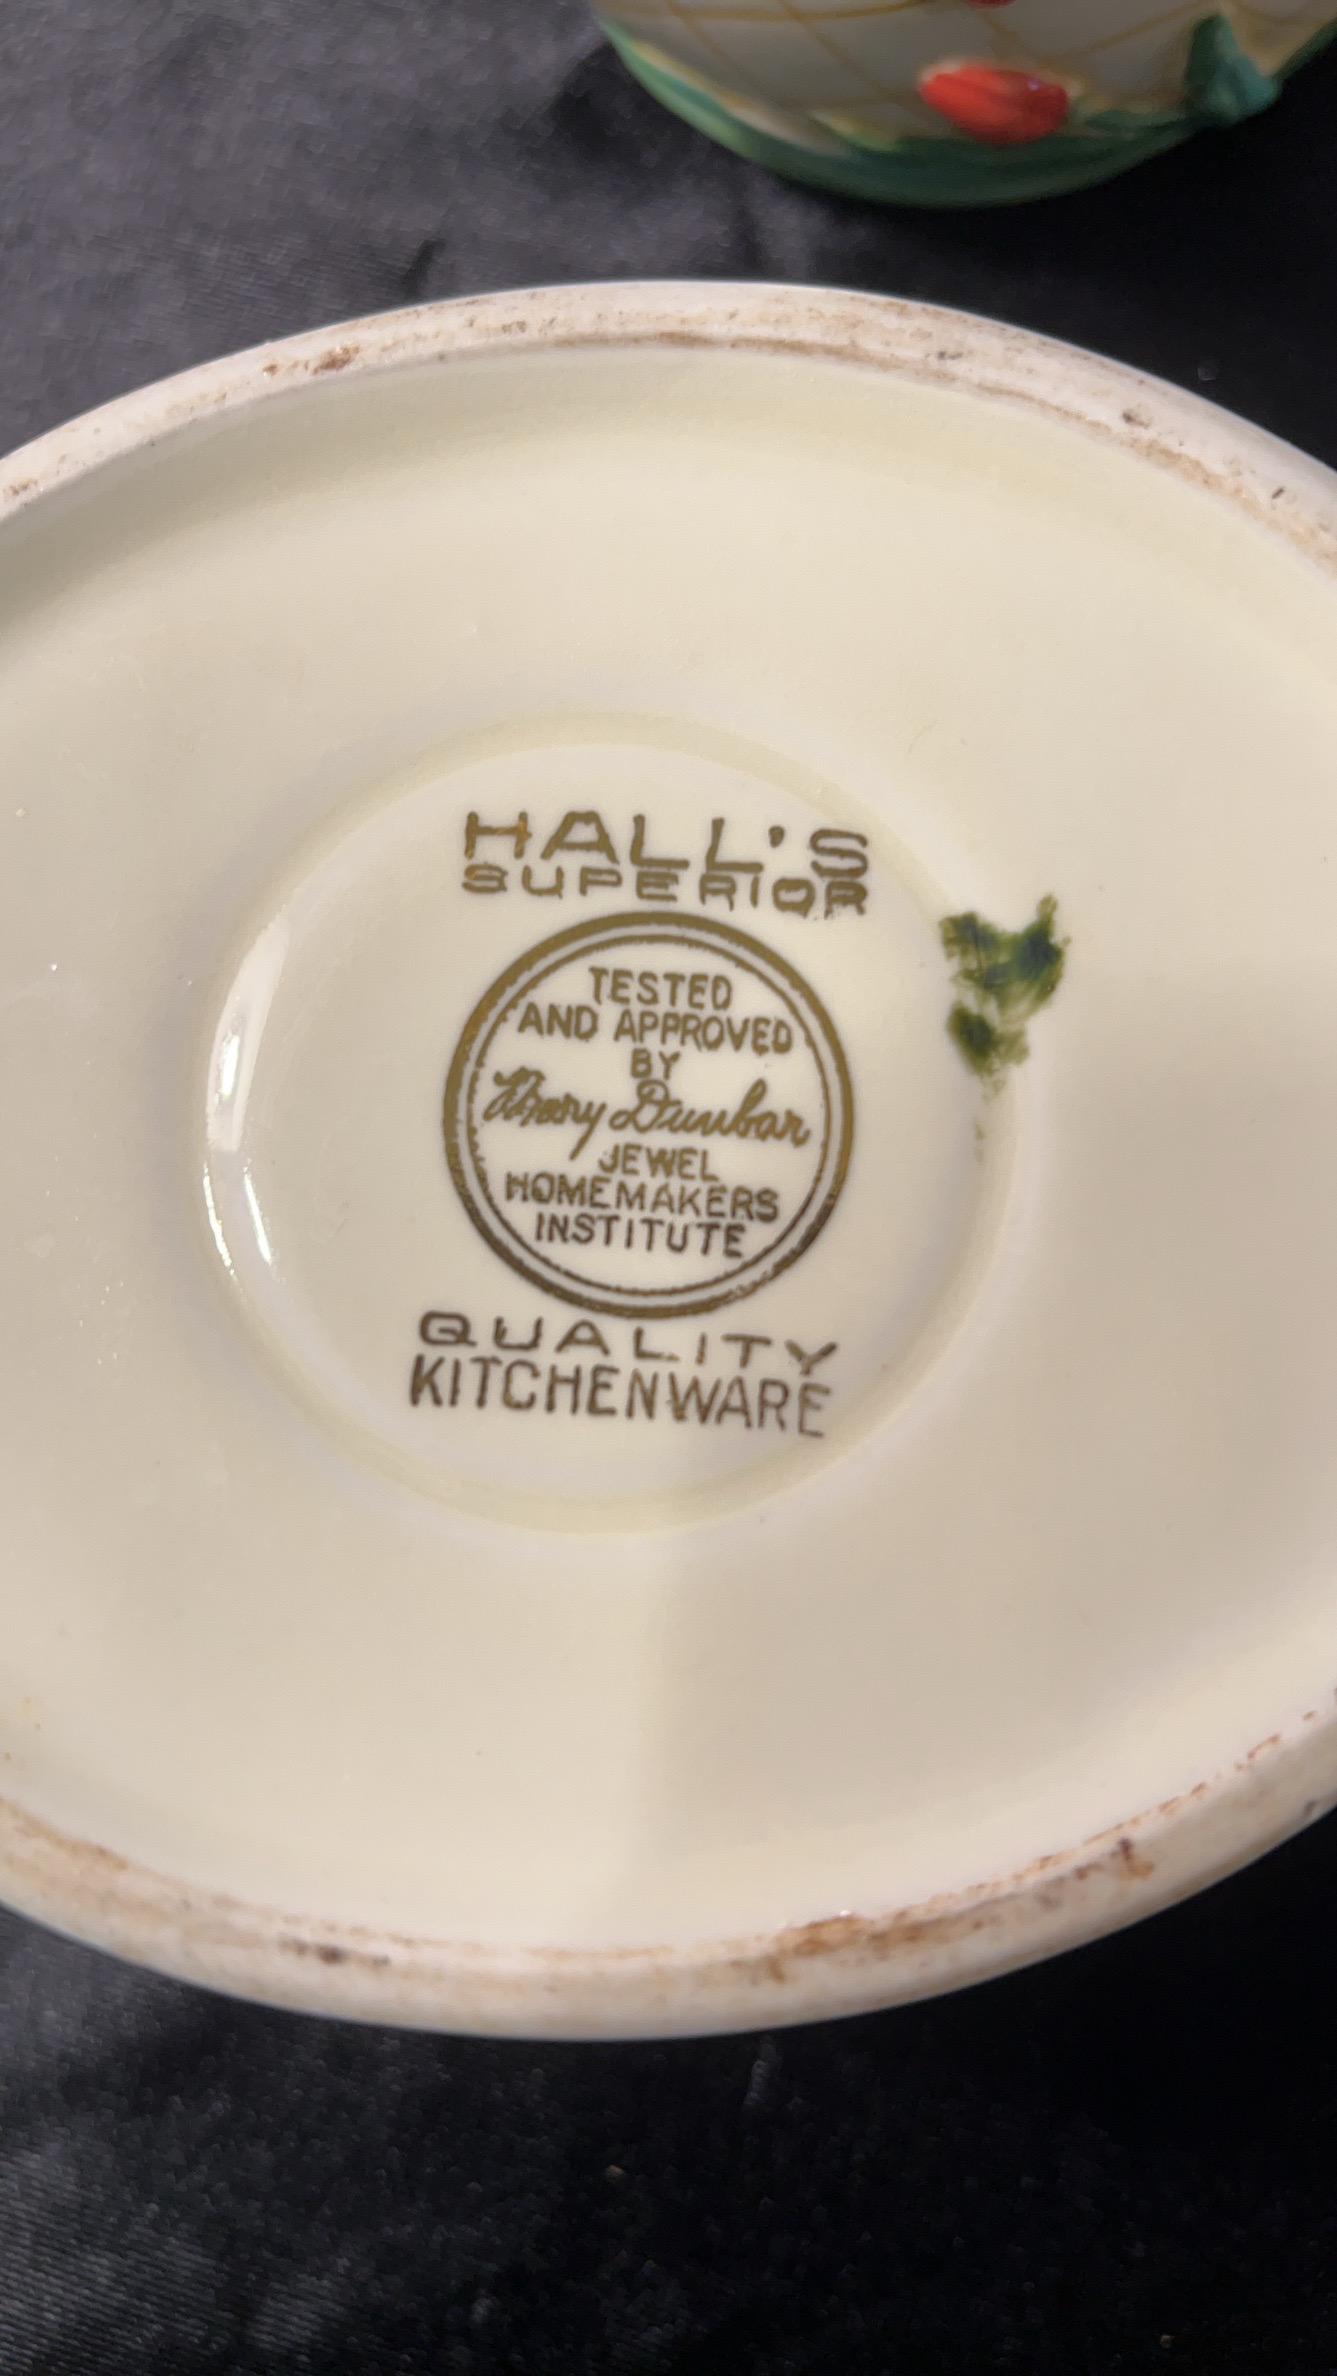 HALL'S
SUPERIOR
TESTED
AND APPROVED
BY
Mary Dunbar
JEWEL
HOMEMAKERS
INSTITUTE
QUALITY
KITCHENWARE